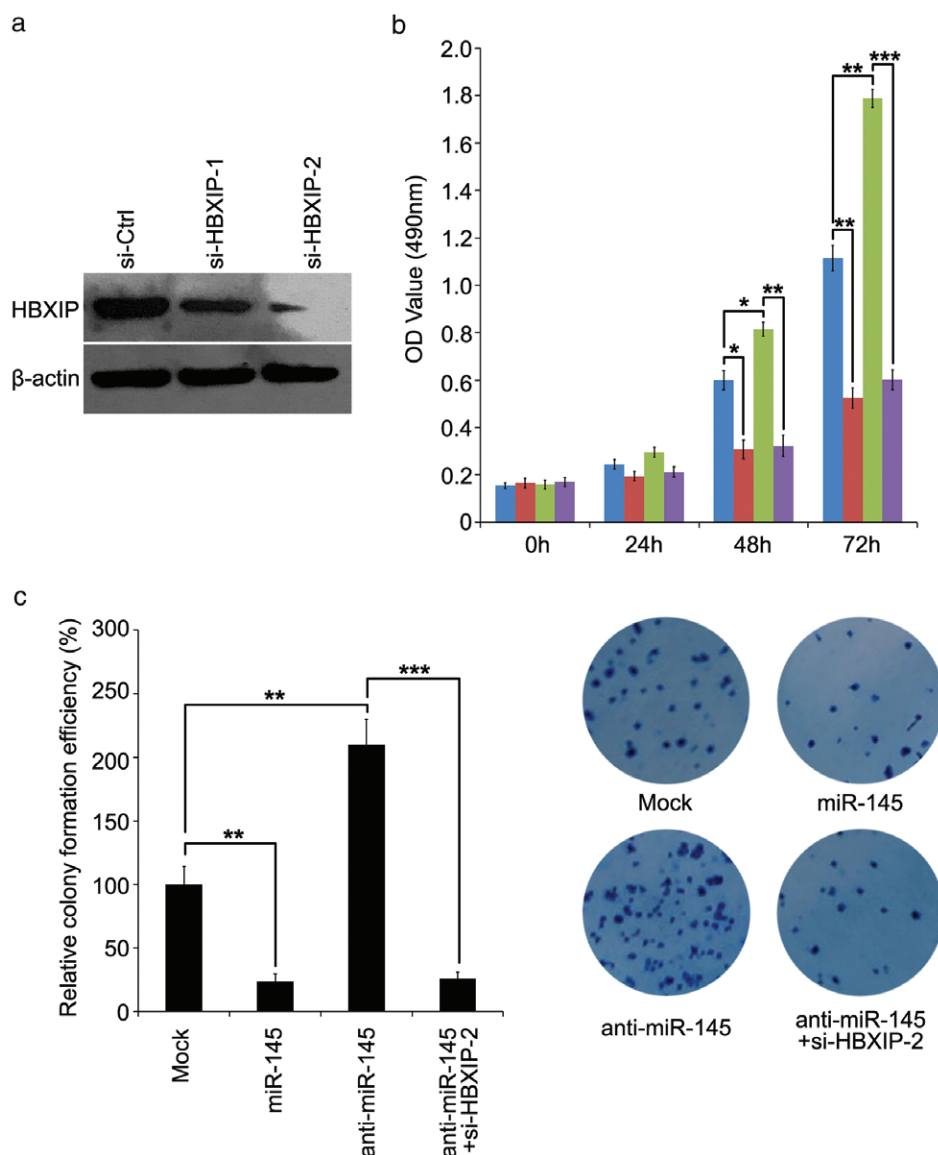 a
si-Ctrl
si-HBXIP-1
si-HBXIP-2
HBXIP
β-actin
b
OD Value (490nm)
2.0
1.8
1.6
1.4
1.2
1.0
0.8
0.6
0.4
0.2
0
*
*
**
**
**
**
***
0h
24h
48h
72h
c
Relative colony formation efficiency (%)
300
250
200
150
100
50
0
**
**
***
Mock
miR-145
anti-miR-145
anti-miR-145
+si-HBXIP-2
Mock
miR-145
anti-miR-145
anti-miR-145
+si-HBXIP-2